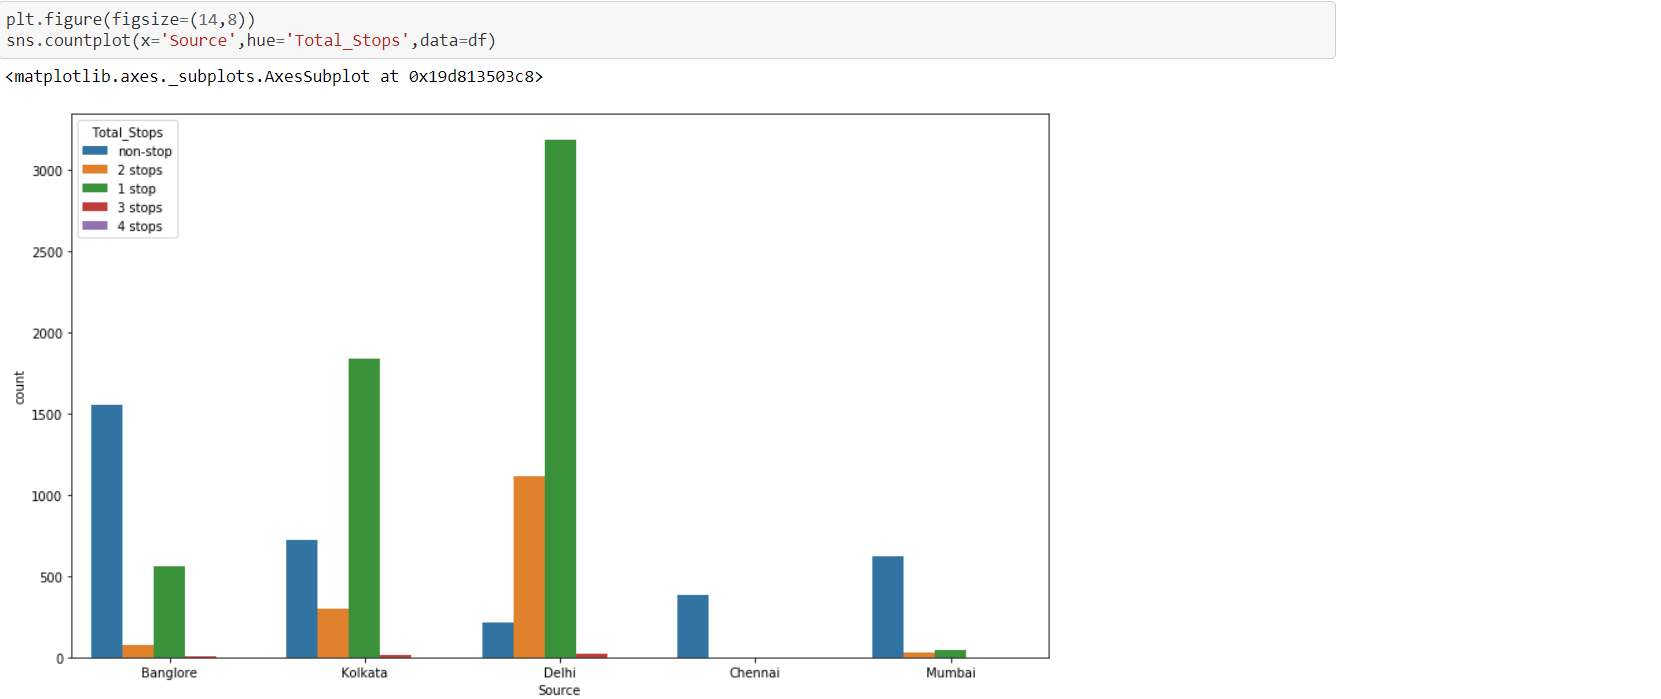 plt.figure(figsize=(14,8))
sns.countplot(x='Source',hue='Total_Stops',data=df)
<matplotlib.axes._subplots.AxesSubplot at 0x19d813503c8>
Total_Stops
non-stop
2 stops
1 stop
3 stops
4 stops
3000
2500
2000
1500
1000
500
0
count
Banglore Kolkata Delhi Chennai Mumbai
Source